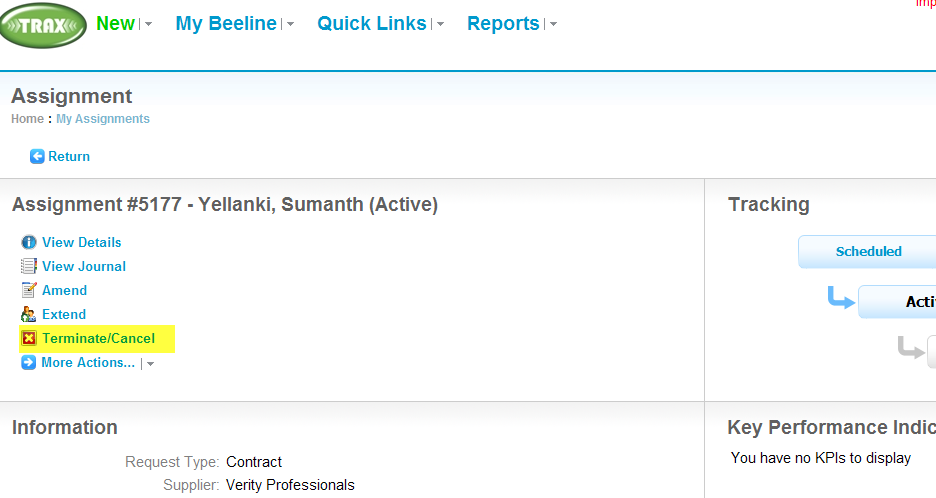 TRAX
New
My Beeline
Quick Links
Reports
Assignment
Home : My Assignments
Return
Assignment #5177 - Yellanki, Sumanth (Active)
View Details
View Journal
Amend
Extend
Terminate/Cancel
More Actions...
Tracking
Scheduled
Information
Request Type: Contract
Supplier: Verity Professionals
Key Performance Indic
You have no KPIs to display